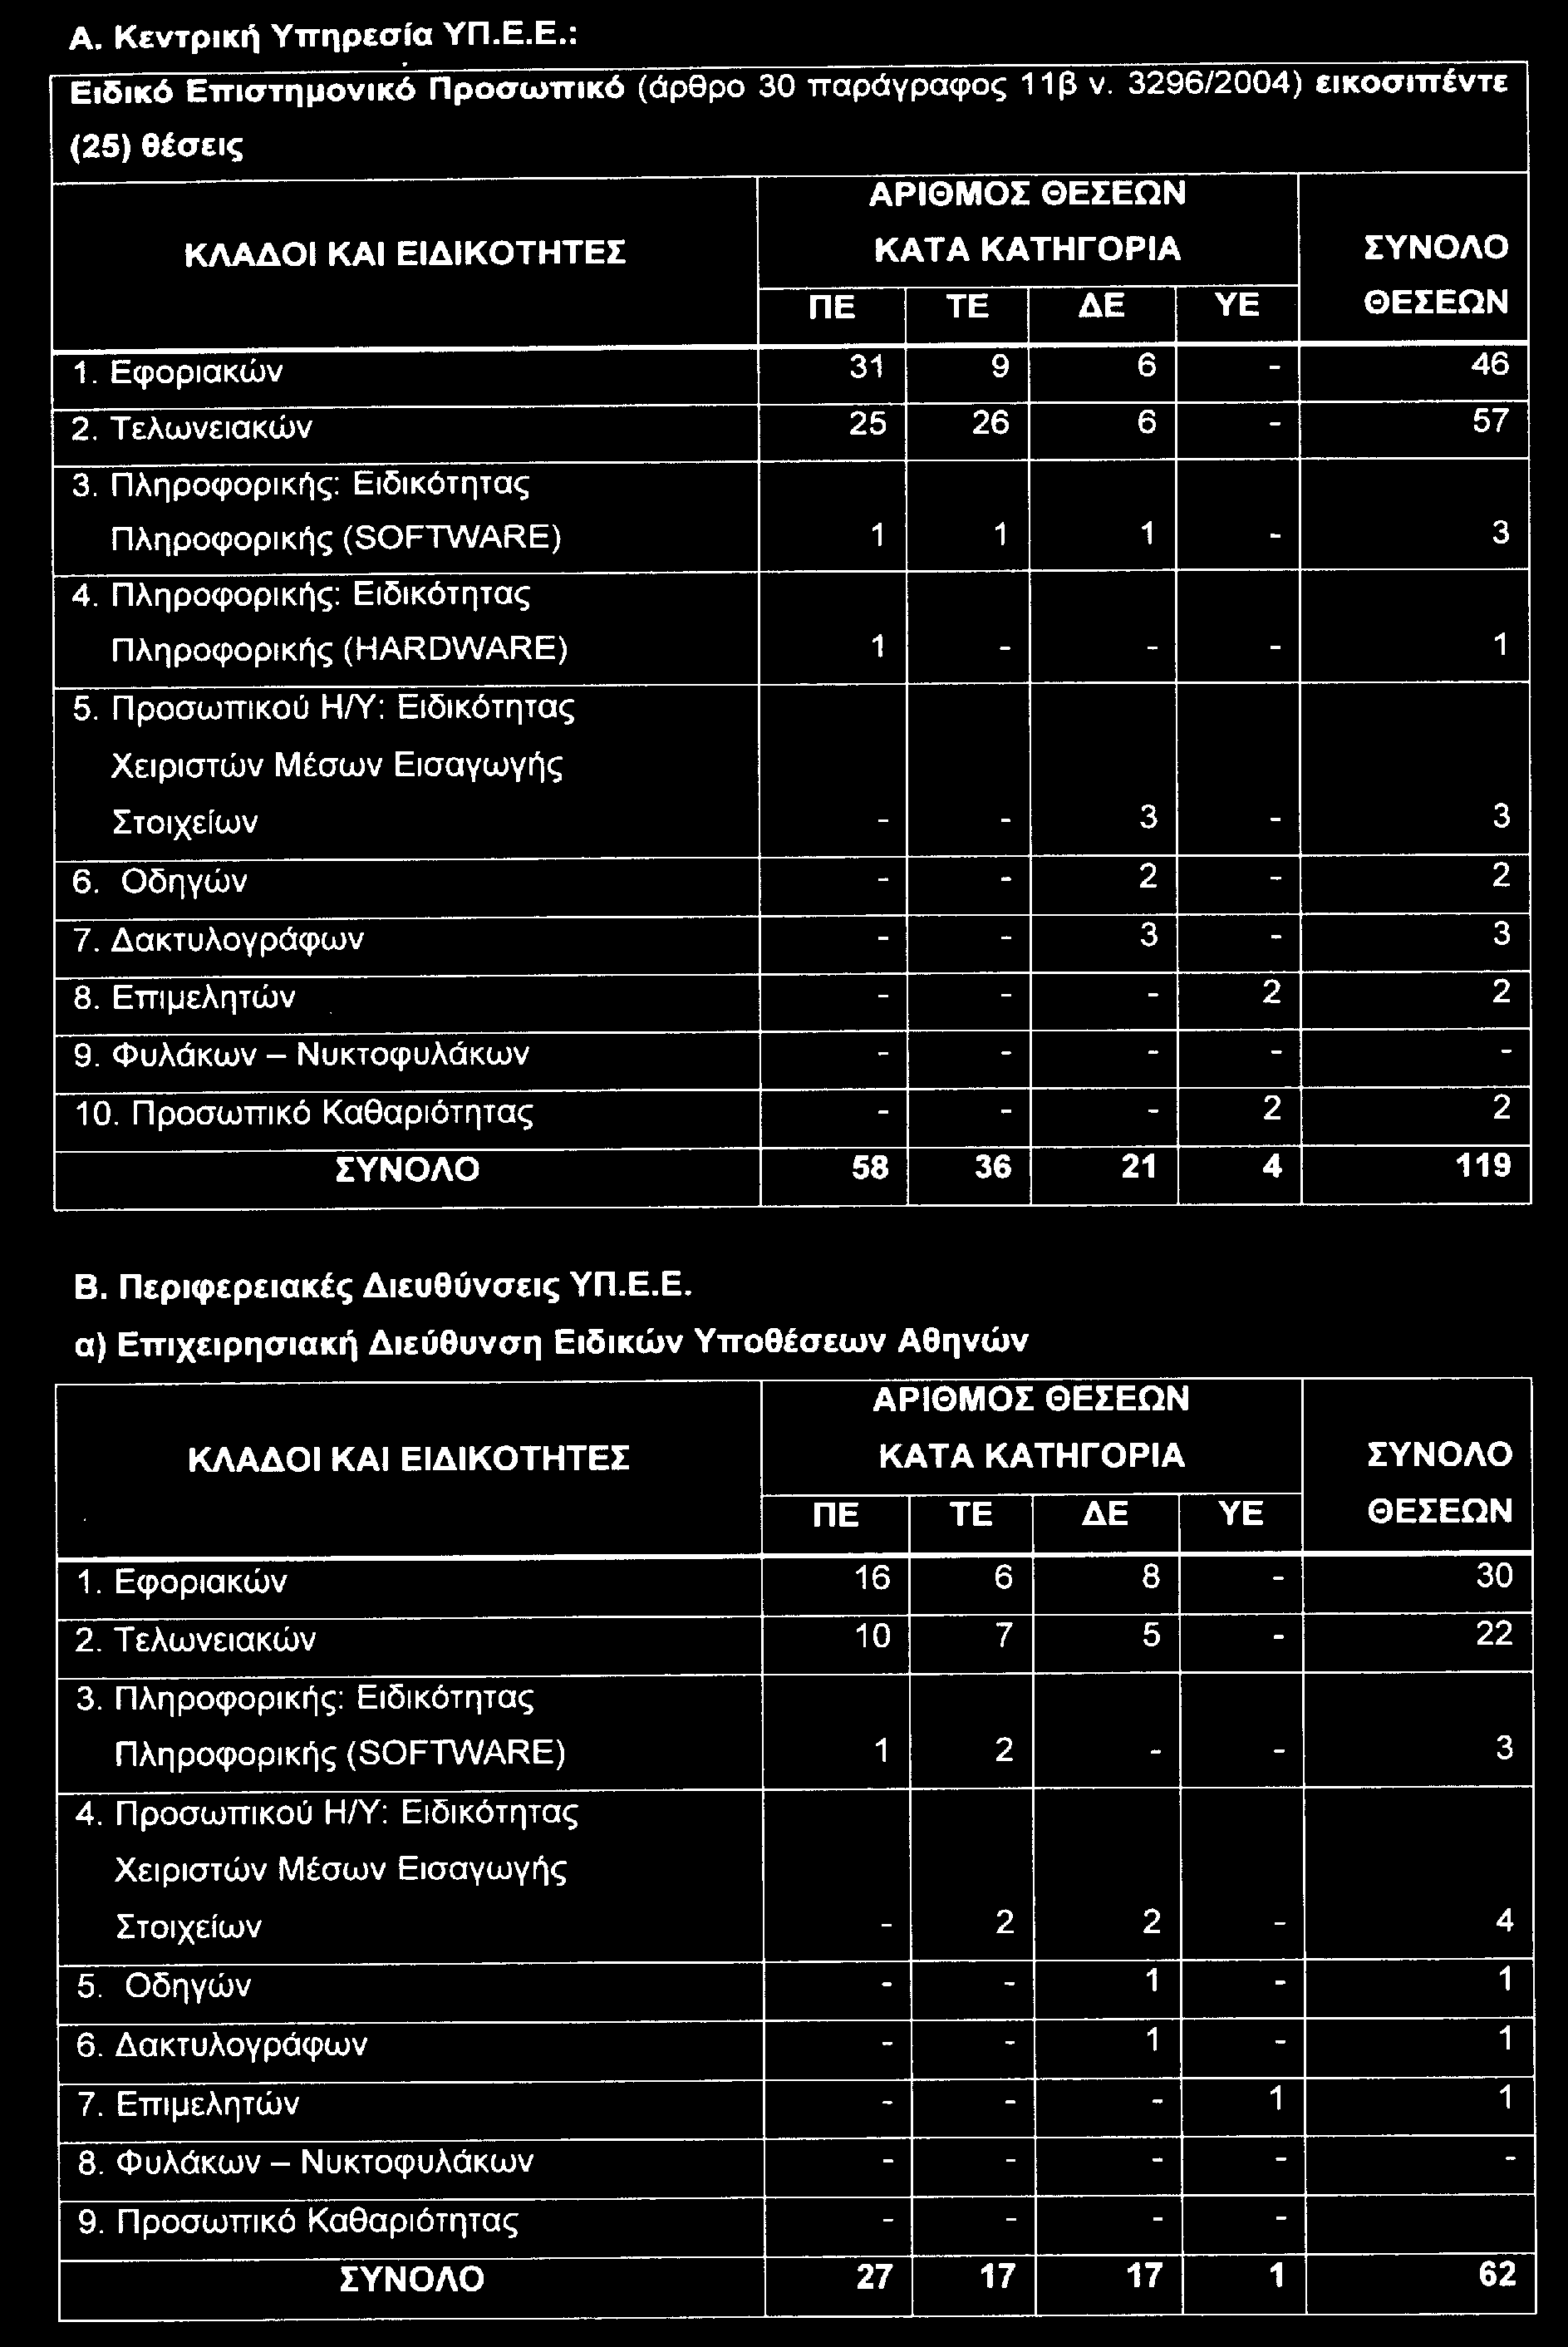 Α. Κεντρική Υπηρεσία ΥΠ.Ε.Ε.:
Ειδικό Επιστημονικό Προσωπικό (άρθρο 30 παράγραφος 11β ν. 3296/2004) εικοσιπέντε
(25) θέσεις
ΑΡΙΘΜΟΣ ΘΕΣΕΩΝ
ΚΛΑΔΟΙ ΚΑΙ ΕΙΔΙΚΟΤΗΤΕΣ ΚΑΤΑ ΚΑΤΗΓΟΡΙΑ ΣΥΝΟΛΟ
ΠΕ ΤΕ ΔΕ ΥΕ ΘΕΣΕΩΝ
1. Εφοριακών 31 9 6 - 46
2. Τελωνειακών 25 26 6 - 57
3. Πληροφορικής: Ειδικότητας
Πληροφορικής (SOFTWARE) 1 1 1 - 3
4. Πληροφορικής: Ειδικότητας
Πληροφορικής (HARDWARE) 1 - - - 1
5. Προσωπικού Η/Υ: Ειδικότητας
Χειριστών Μέσων Εισαγωγής
Στοιχείων - - 3 - 3
6. Οδηγών - - 2 - 2
7. Δακτυλογράφων - - 3 - 3
8. Επιμελητών - - - 2 2
9. Φυλάκων – Νυκτοφυλάκων - - - - -
10. Προσωπικό Καθαριότητας - - - 2 2
ΣΥΝΟΛΟ 58 36 21 4 119
Β. Περιφερειακές Διευθύνσεις ΥΠ.Ε.Ε.
α) Επιχειρησιακή Διεύθυνση Ειδικών Υποθέσεων Αθηνών
ΑΡΙΘΜΟΣ ΘΕΣΕΩΝ
ΚΛΑΔΟΙ ΚΑΙ ΕΙΔΙΚΟΤΗΤΕΣ ΚΑΤΑ ΚΑΤΗΓΟΡΙΑ ΣΥΝΟΛΟ
ΠΕ ΤΕ ΔΕ ΥΕ ΘΕΣΕΩΝ
1. Εφοριακών 16 6 8 - 30
2. Τελωνειακών 10 7 5 - 22
3. Πληροφορικής: Ειδικότητας
Πληροφορικής (SOFTWARE) 1 2 - - 3
4. Προσωπικού Η/Υ: Ειδικότητας
Χειριστών Μέσων Εισαγωγής
Στοιχείων - 2 2 - 4
5. Οδηγών - - 1 - 1
6. Δακτυλογράφων - - 1 - 1
7. Επιμελητών - - - 1 1
8. Φυλάκων – Νυκτοφυλάκων - - - - -
9. Προσωπικό Καθαριότητας - - - -
ΣΥΝΟΛΟ 27 17 17 1 62